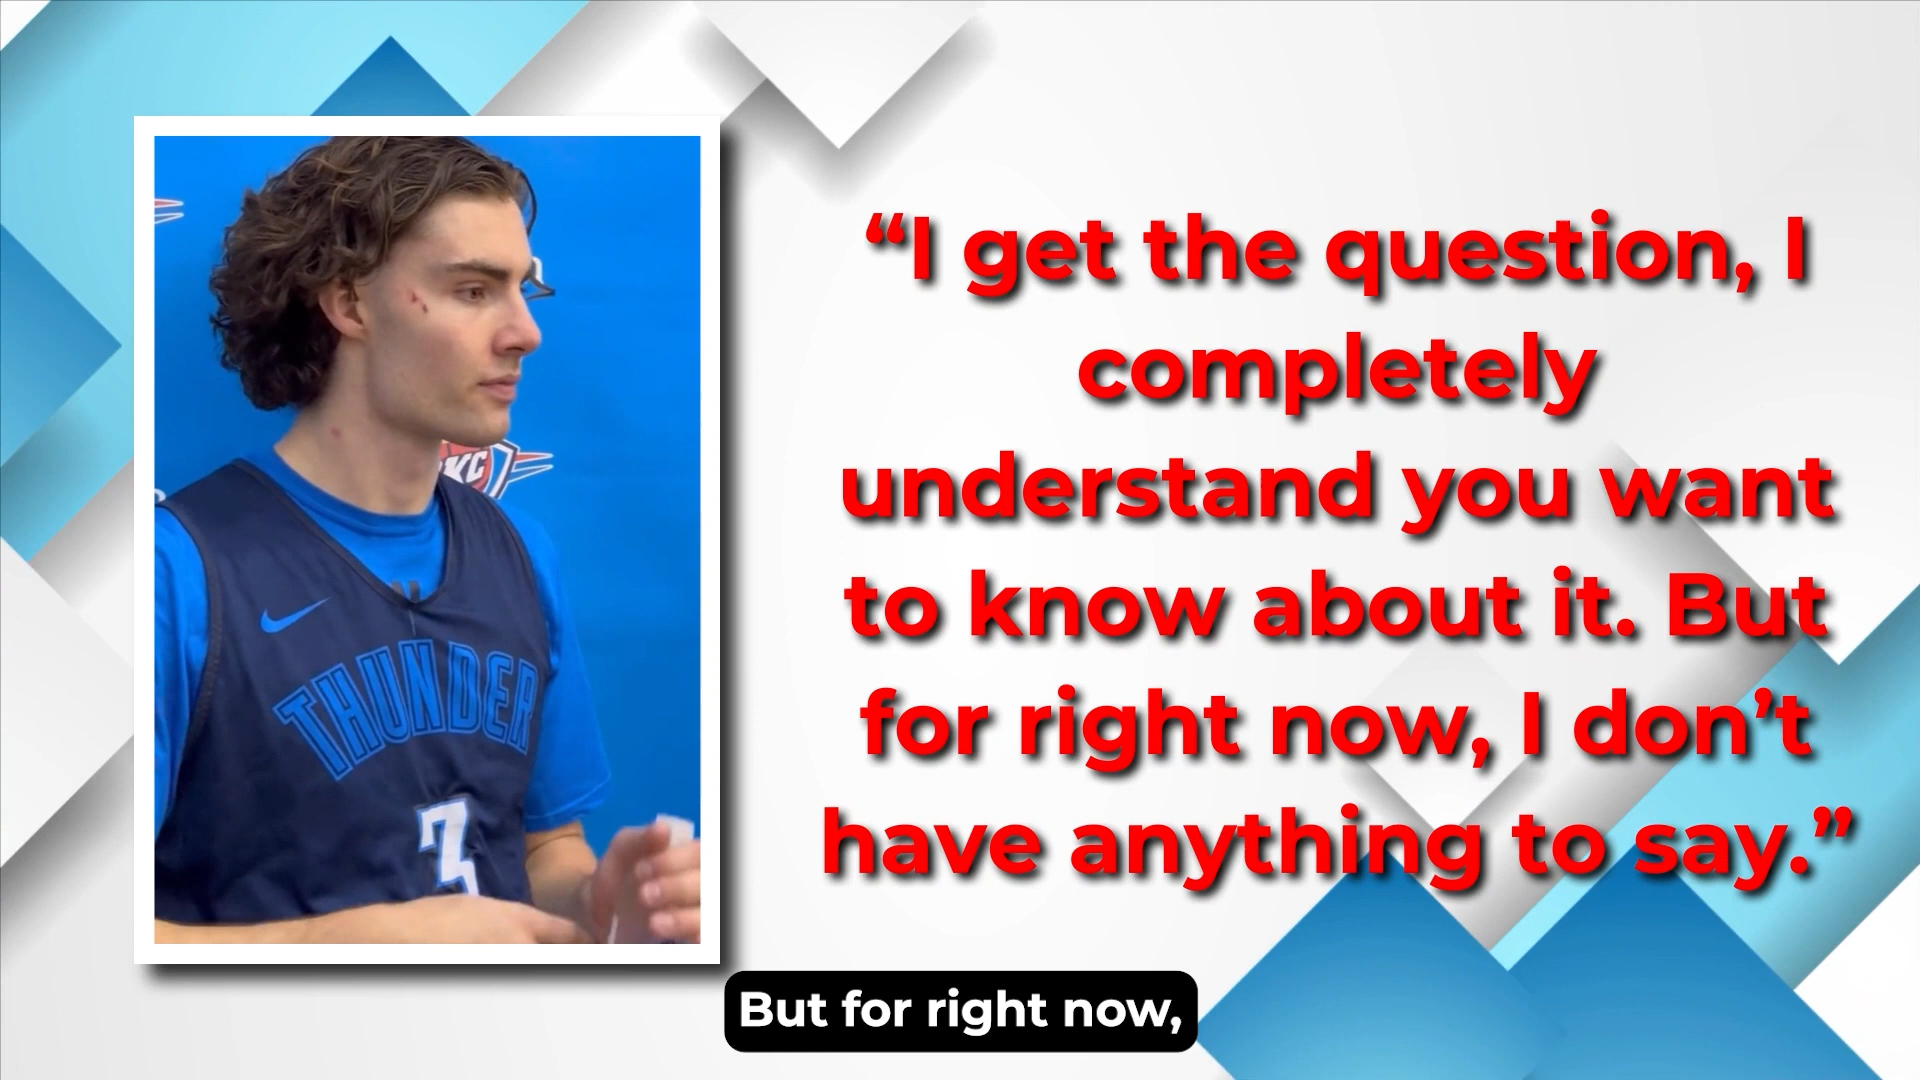 “I get the question, I
completely
understand you want
to know about it. But
for right now, I don’t
have anything to say.”
KC
THUNDER
3
But for right now,